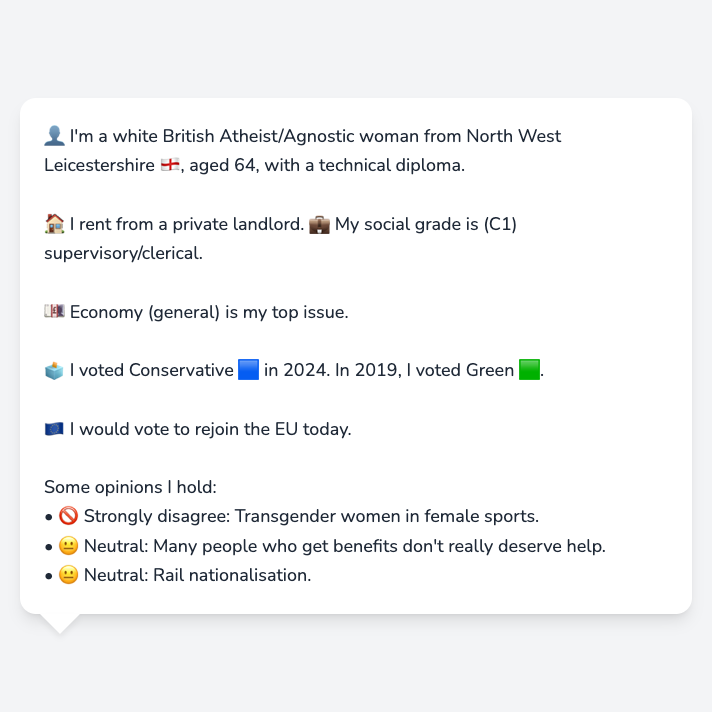 👤 I'm a white British Atheist/Agnostic woman from North West
Leicestershire 🏴󠁧󠁢󠁥󠁮󠁧󠁿, aged 64, with a technical diploma.
🏠 I rent from a private landlord. 💼 My social grade is (C1)
supervisory/clerical.
💷 Economy (general) is my top issue.
🗳️ I voted Conservative 🟦 in 2024. In 2019, I voted Green 🟩.
🇪🇺 I would vote to rejoin the EU today.
Some opinions I hold:
• 🚫 Strongly disagree: Transgender women in female sports.
• 😐 Neutral: Many people who get benefits don't really deserve help.
• 😐 Neutral: Rail nationalisation.